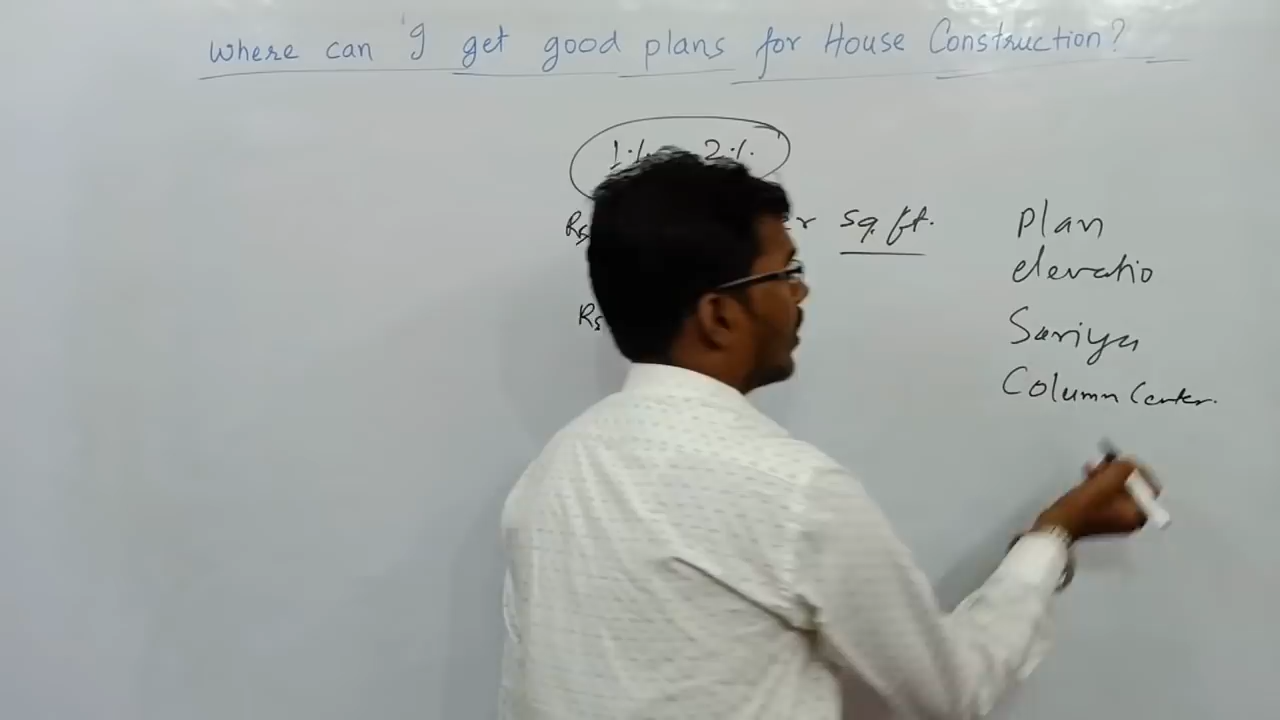 Where can I get good plans for House Construction?
1% 2%
Rs sq.ft.
Rs
Plan
elevatio
Sariya
Column Center.